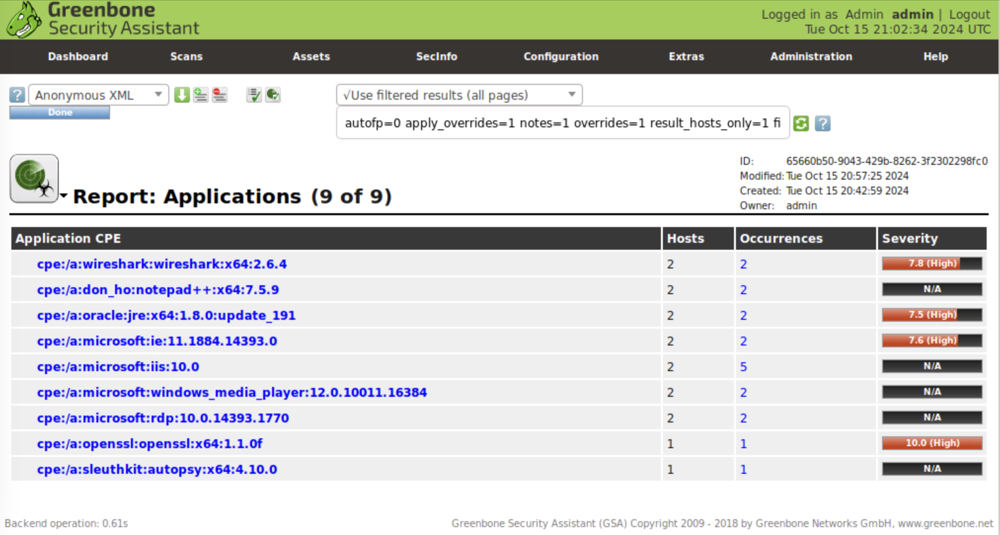 Greenbone
Security Assistant
Logged in as Admin admin | Logout
Tue Oct 15 21:02:34 2024 UTC
Dashboard Scans Assets SecInfo Configuration Extras Administration Help
? Anonymous XML √Use filtered results (all pages)
Done
autofp=0 apply_overrides=1 notes=1 overrides=1 result_hosts_only=1 fi ?
ID: 65660b50-9043-429b-8262-3f2302298fc0
Modified: Tue Oct 15 20:57:25 2024
Created: Tue Oct 15 20:42:59 2024
Owner: admin
Report: Applications (9 of 9)
Application CPE Hosts Occurrences Severity
cpe:/a:wireshark:wireshark:x64:2.6.4 2 2 7.8 (High)
cpe:/a:don_ho:notepad++:x64:7.5.9 2 2 N/A
cpe:/a:oracle:jre:x64:1.8.0:update_191 2 2 7.5 (High)
cpe:/a:microsoft:ie:11.1884.14393.0 2 2 7.6 (High)
cpe:/a:microsoft:iis:10.0 2 5 N/A
cpe:/a:microsoft:windows_media_player:12.0.10011.16384 2 2 N/A
cpe:/a:microsoft:rdp:10.0.14393.1770 2 2 N/A
cpe:/a:openssl:openssl:x64:1.1.0f 1 1 10.0 (High)
cpe:/a:sleuthkit:autopsy:x64:4.10.0 1 1 N/A
Backend operation: 0.61s Greenbone Security Assistant (GSA) Copyright 2009 - 2018 by Greenbone Networks GmbH, www.greenbone.net